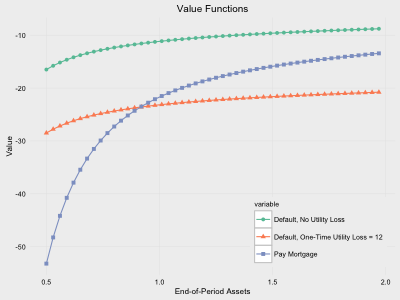 Value Functions
-10
-20
-30
-40
-50
Value
0.5
1.0
1.5
2.0
End-of-Period Assets
variable
Default, No Utility Loss
Default, One-Time Utility Loss = 12
Pay Mortgage